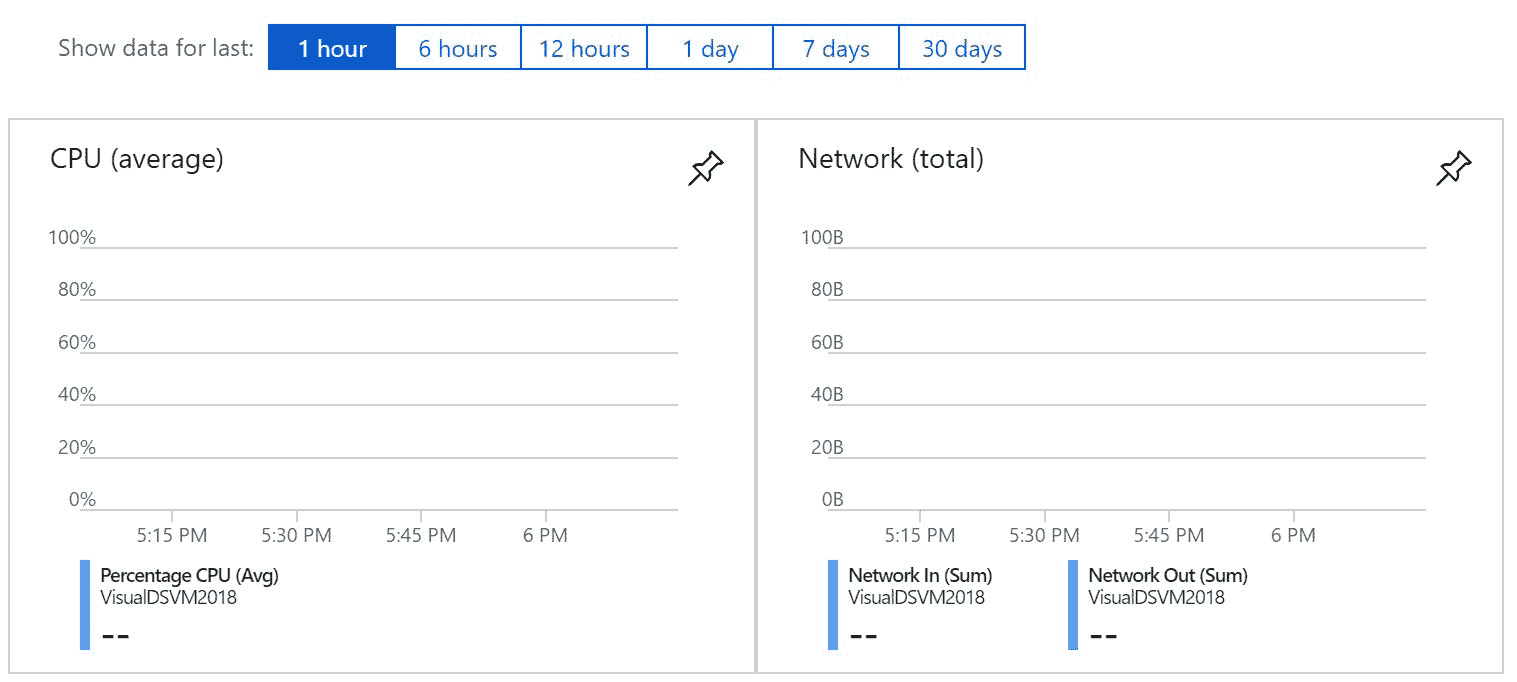 Show data for last: 1 hour 6 hours 12 hours 1 day 7 days 30 days
CPU (average)
100%
80%
60%
40%
20%
0%
5:15 PM 5:30 PM 5:45 PM 6 PM
Percentage CPU (Avg)
VisualDSVM2018
--
Network (total)
100B
80B
60B
40B
20B
0B
5:15 PM 5:30 PM 5:45 PM 6 PM
Network In (Sum)
VisualDSVM2018
--
Network Out (Sum)
VisualDSVM2018
--